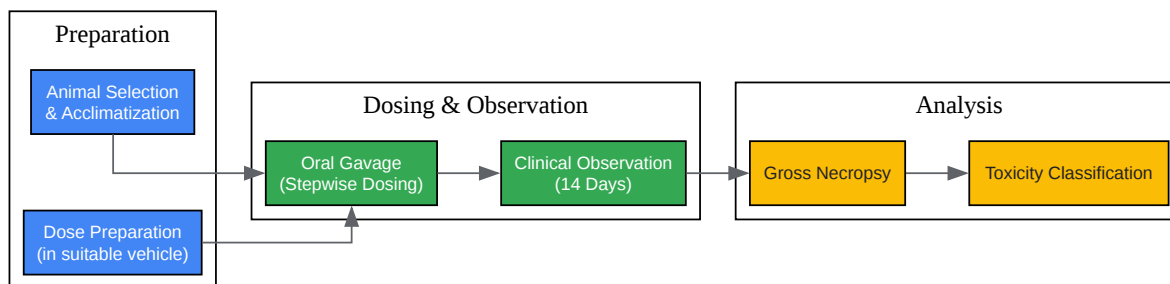 Preparation
Animal Selection
& Acclimatization
Dose Preparation
(in suitable vehicle)
Dosing & Observation
Oral Gavage
(Stepwise Dosing)
Clinical Observation
(14 Days)
Analysis
Gross Necropsy
Toxicity Classification